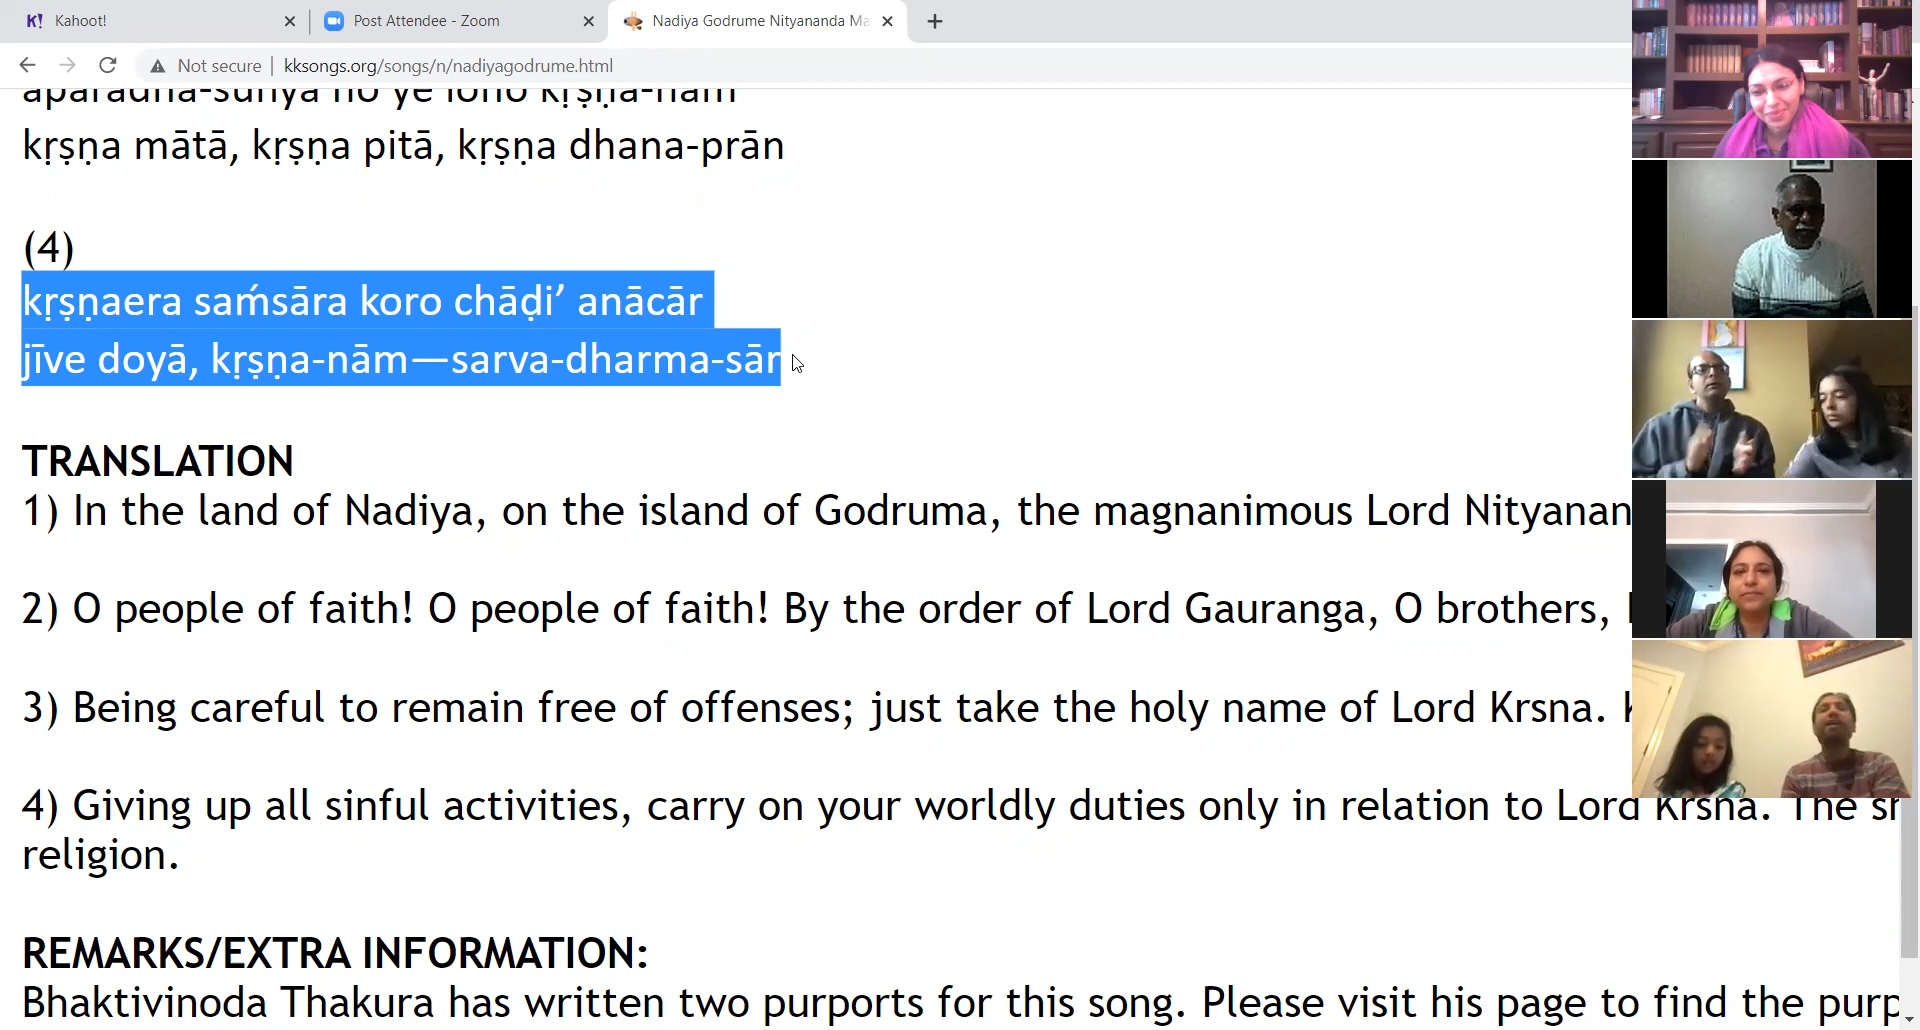 Kahoot!
Post Attendee - Zoom
Nadiya Godrume Nityananda Ma
Not secure
kksongs.org/songs/n/nadiyagodrume.html
kṛṣṇa mātā, kṛṣṇa pitā, kṛṣṇa dhana-prān
(4)
kṛṣṇaera saḿsāra koro chāḍi’ anācār
jīve doyā, kṛṣṇa-nām—sarva-dharma-sār
TRANSLATION
1) In the land of Nadiya, on the island of Godruma, the magnanimous Lord Nityanan
2) O people of faith! O people of faith! By the order of Lord Gauranga, O brothers,
3) Being careful to remain free of offenses; just take the holy name of Lord Krsna.
4) Giving up all sinful activities, carry on your worldly duties only in relation to Lord Krsna. The
religion.
REMARKS/EXTRA INFORMATION:
Bhaktivinoda Thakura has written two purports for this song. Please visit his page to find the purp